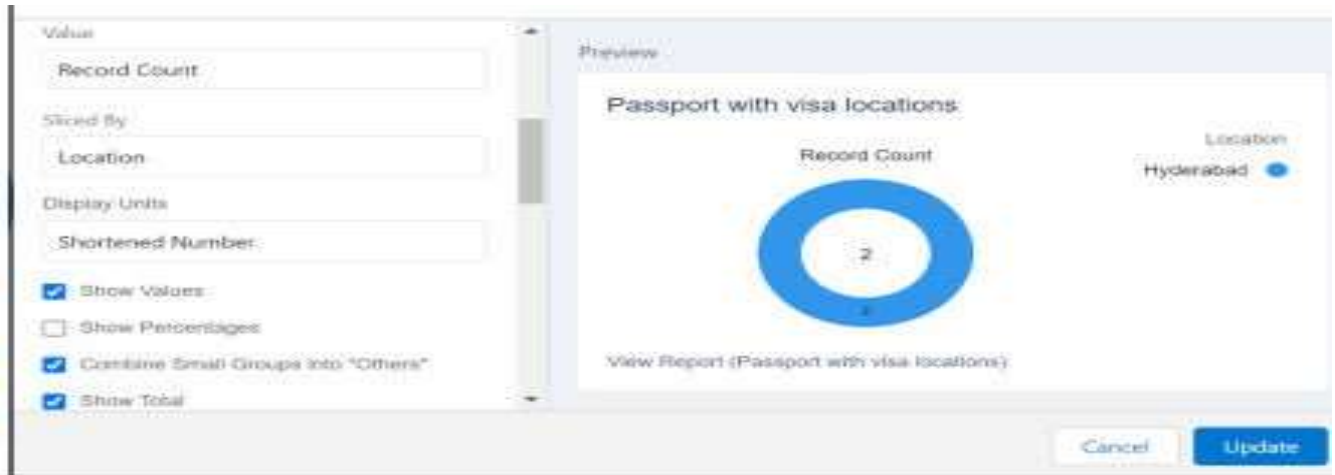 Value
Record Count
Sliced By
Location
Display Units
Shortened Number
Show Values
Show Percentages
Combine Small Groups into "Others"
Show Total
Preview
Passport with visa locations
Record Count
Location
Hyderabad
2
2
View Report (Passport with visa locations)
Cancel
Update